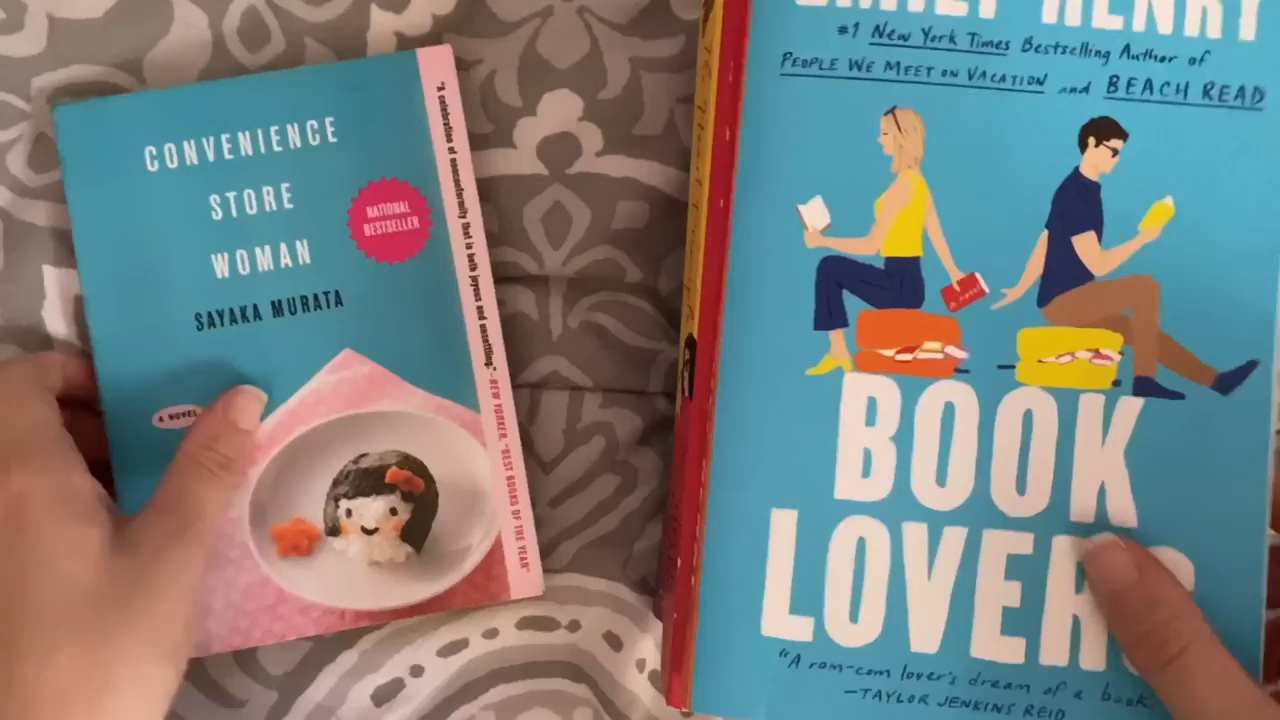 CONVENIENCE
STORE
WOMAN
SAYAKA MURATA
NATIONAL
BESTSELLER
A NOVEL
"A celebration of nonconformity that is both joyous and unsettling." —NEW YORKER, "BEST BOOKS OF THE YEAR"
EMILY HENRY
#1 New York Times Bestselling Author of
PEOPLE WE MEET ON VACATION and BEACH READ
A novel
BOOK
LOVERS
"A rom-com lover's dream of a book
—TAYLOR JENKINS REID